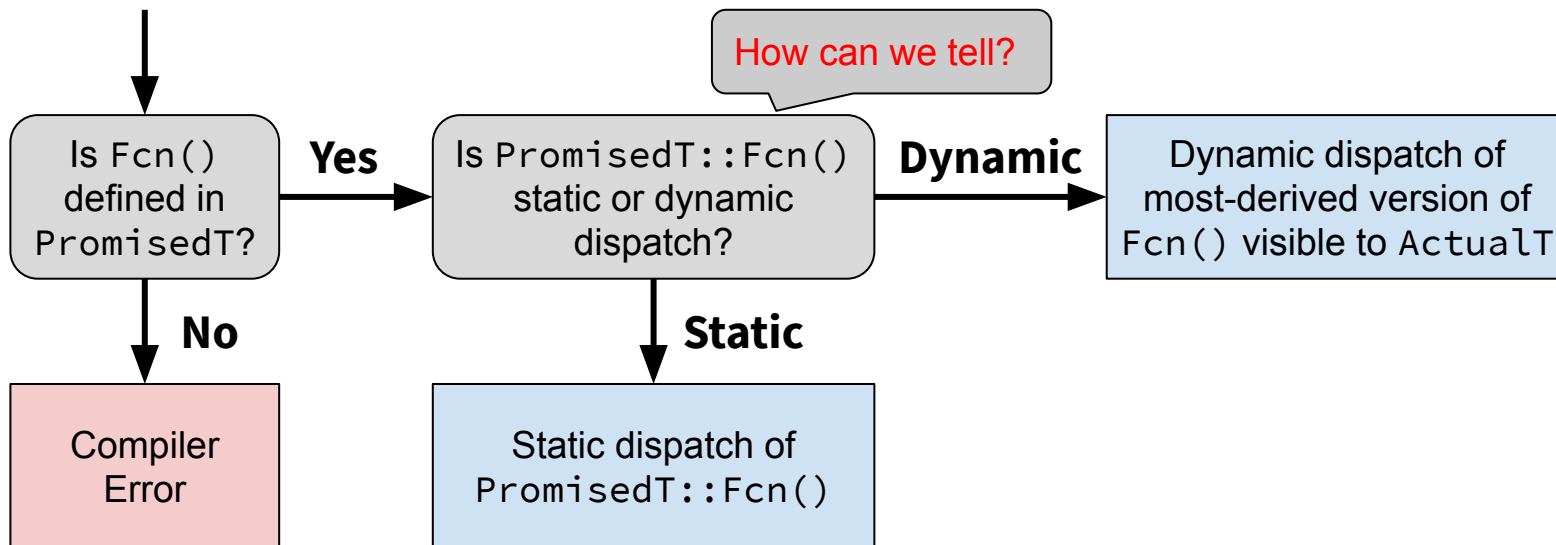 How can we tell?
Is Fcn()
defined in
PromisedT?
Yes
Is PromisedT::Fcn()
static or dynamic
dispatch?
Dynamic
Dynamic dispatch of
most-derived version of
Fcn() visible to ActualT
No
Static
Compiler
Error
Static dispatch of
PromisedT::Fcn()